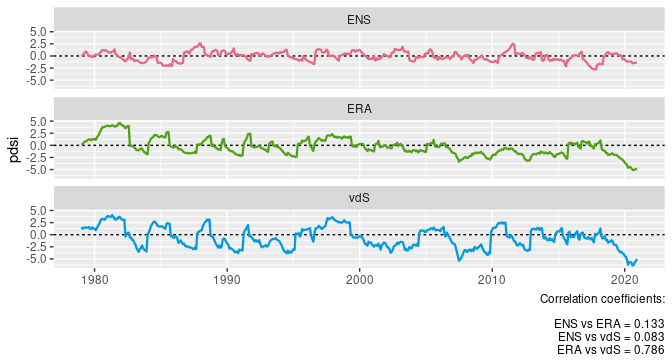 ENS
5.0
2.5
0.0
-2.5
-5.0
ERA
5.0
2.5
0.0
-2.5
-5.0
pdsi
vdS
5.0
2.5
0.0
-2.5
-5.0
1980 1990 2000 2010 2020
Correlation coefficients:
ENS vs ERA = 0.133
ENS vs vdS = 0.083
ERA vs vdS = 0.786